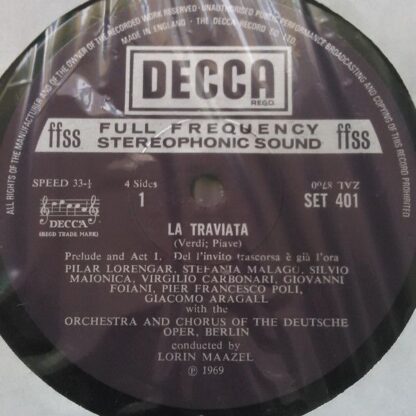 ALL RIGHTS OF THE MANUFACTURER AND OF THE OWNER OF THE RECORDED WORK RESERVED · UNAUTHORISED PUBLIC PERFORMANCE BROADCASTING AND COPYING OF THIS RECORD PROHIBITED
MADE IN ENGLAND · THE DECCA RECORD CO LTD
DECCA
REGD.
ffss FULL FREQUENCY STEREOPHONIC SOUND ffss
SPEED 33⅓ 4 Sides ZAL 8700
1 SET 401
DECCA
(REGD TRADE MARK)
LA TRAVIATA
(Verdi; Piave)
Prelude and Act 1. Del l'invito trascorsa è già l'ora
PILAR LORENGAR, STEFANIA MALAGU, SILVIO
MAIONICA, VIRGILIO CARBONARI, GIOVANNI
FOIANI, PIER FRANCESCO POLI,
GIACOMO ARAGALL
with the
ORCHESTRA AND CHORUS OF THE DEUTSCHE
OPER, BERLIN
conducted by
LORIN MAAZEL
Ⓟ 1969